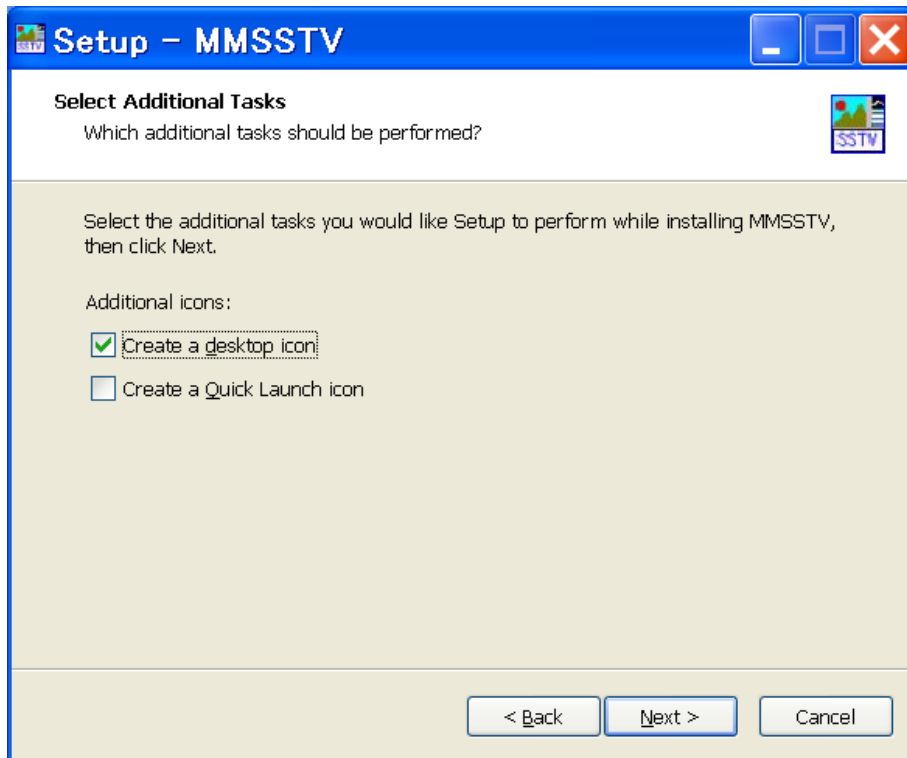 Setup - MMSSTV
Select Additional Tasks
Which additional tasks should be performed?
SSTV
Select the additional tasks you would like Setup to perform while installing MMSSTV,
then click Next.
Additional icons:
Create a desktop icon
Create a Quick Launch icon
< Back
Next >
Cancel